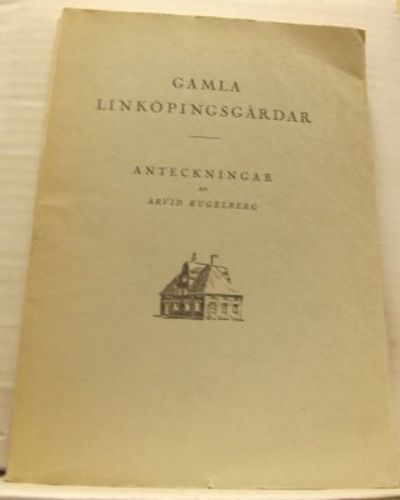 GAMLA
LINKÖPINGSGÅRDAR
ANTECKNINGAR
AV
ARVID KUGELBERG